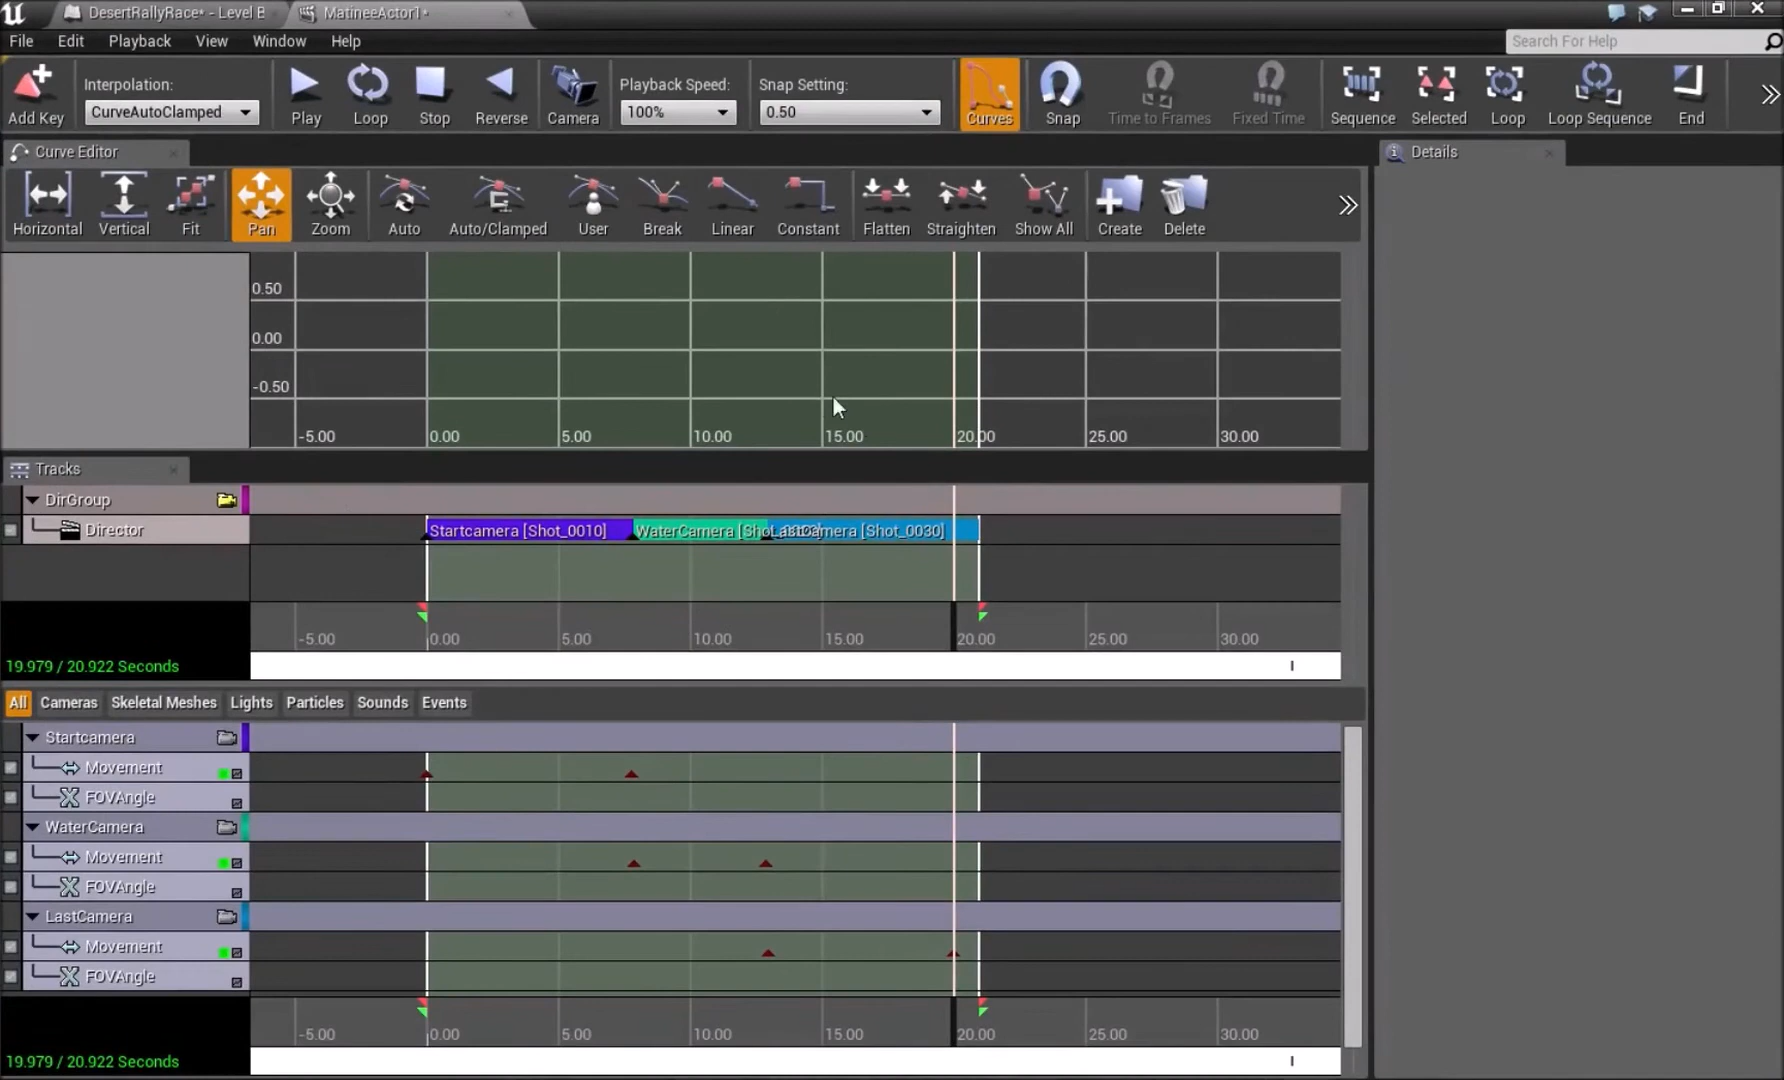 DesertRallyRace* - Level B
MatineeActor1*
File Edit Playback View Window Help
Search For Help
Interpolation:
CurveAutoClamped
Playback Speed:
100%
Snap Setting:
0.50
Add Key Play Loop Stop Reverse Camera Curves Snap Time to Frames Fixed Time Sequence Selected Loop Loop Sequence End
Curve Editor
Details
Horizontal Vertical Fit Pan Zoom Auto Auto/Clamped User Break Linear Constant Flatten Straighten Show All Create Delete
0.50
0.00
-0.50
-5.00 0.00 5.00 10.00 15.00 20.00 25.00 30.00
Tracks
DirGroup
Director
Startcamera [Shot_0010] WaterCamera [Shot_0020] LastCamera [Shot_0030]
-5.00 0.00 5.00 10.00 15.00 20.00 25.00 30.00
19.979 / 20.922 Seconds
All Cameras Skeletal Meshes Lights Particles Sounds Events
Startcamera
Movement
FOVAngle
WaterCamera
Movement
FOVAngle
LastCamera
Movement
FOVAngle
-5.00 0.00 5.00 10.00 15.00 20.00 25.00 30.00
19.979 / 20.922 Seconds